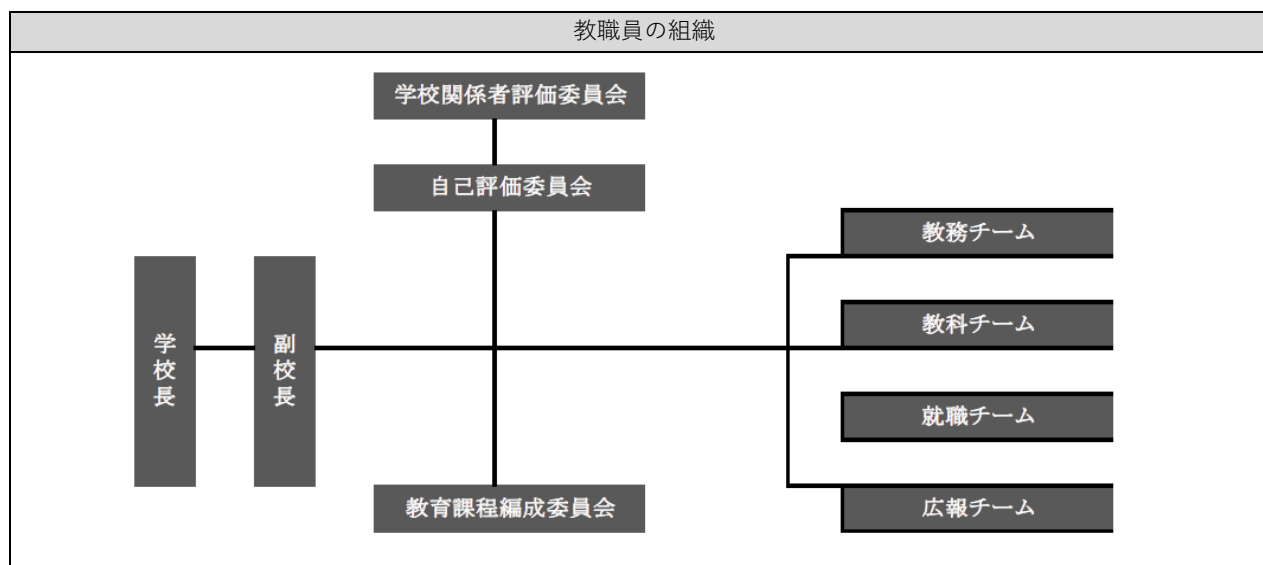 教職員の組織
学校関係者評価委員会
自己評価委員会
学校長
副校長
教育課程編成委員会
教務チーム
教科チーム
就職チーム
広報チーム